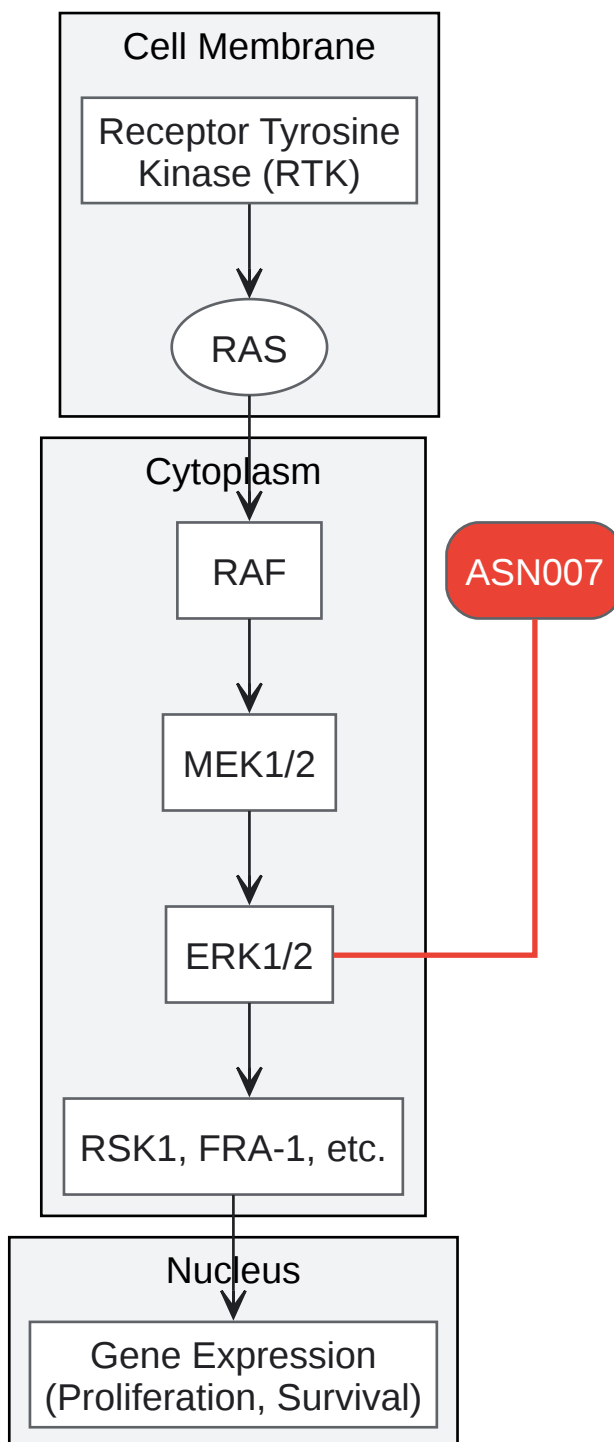 Cell Membrane
Receptor Tyrosine
Kinase (RTK)
RAS
Cytoplasm
RAF
ASN007
MEK1/2
ERK1/2
RSK1, FRA-1, etc.
Nucleus
Gene Expression
(Proliferation, Survival)